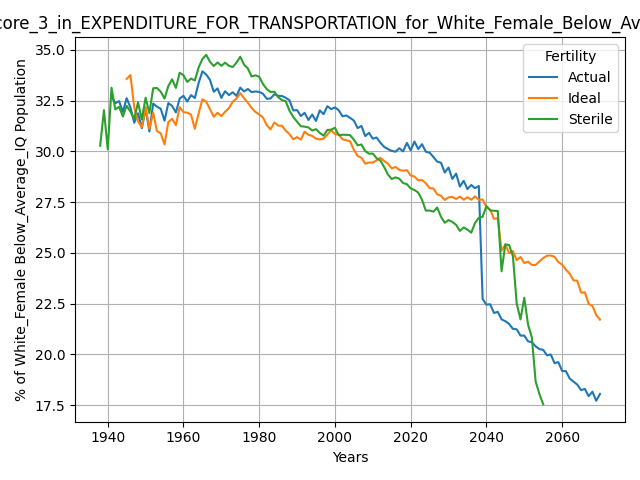 core_3_in_EXPENDITURE_FOR_TRANSPORTATION_for_White_Female_Below_Av
% of White_Female Below_Average_IQ Population
35.0
32.5
30.0
27.5
25.0
22.5
20.0
17.5
1940
1960
1980
2000
2020
2040
2060
Years
Fertility
Actual
Ideal
Sterile